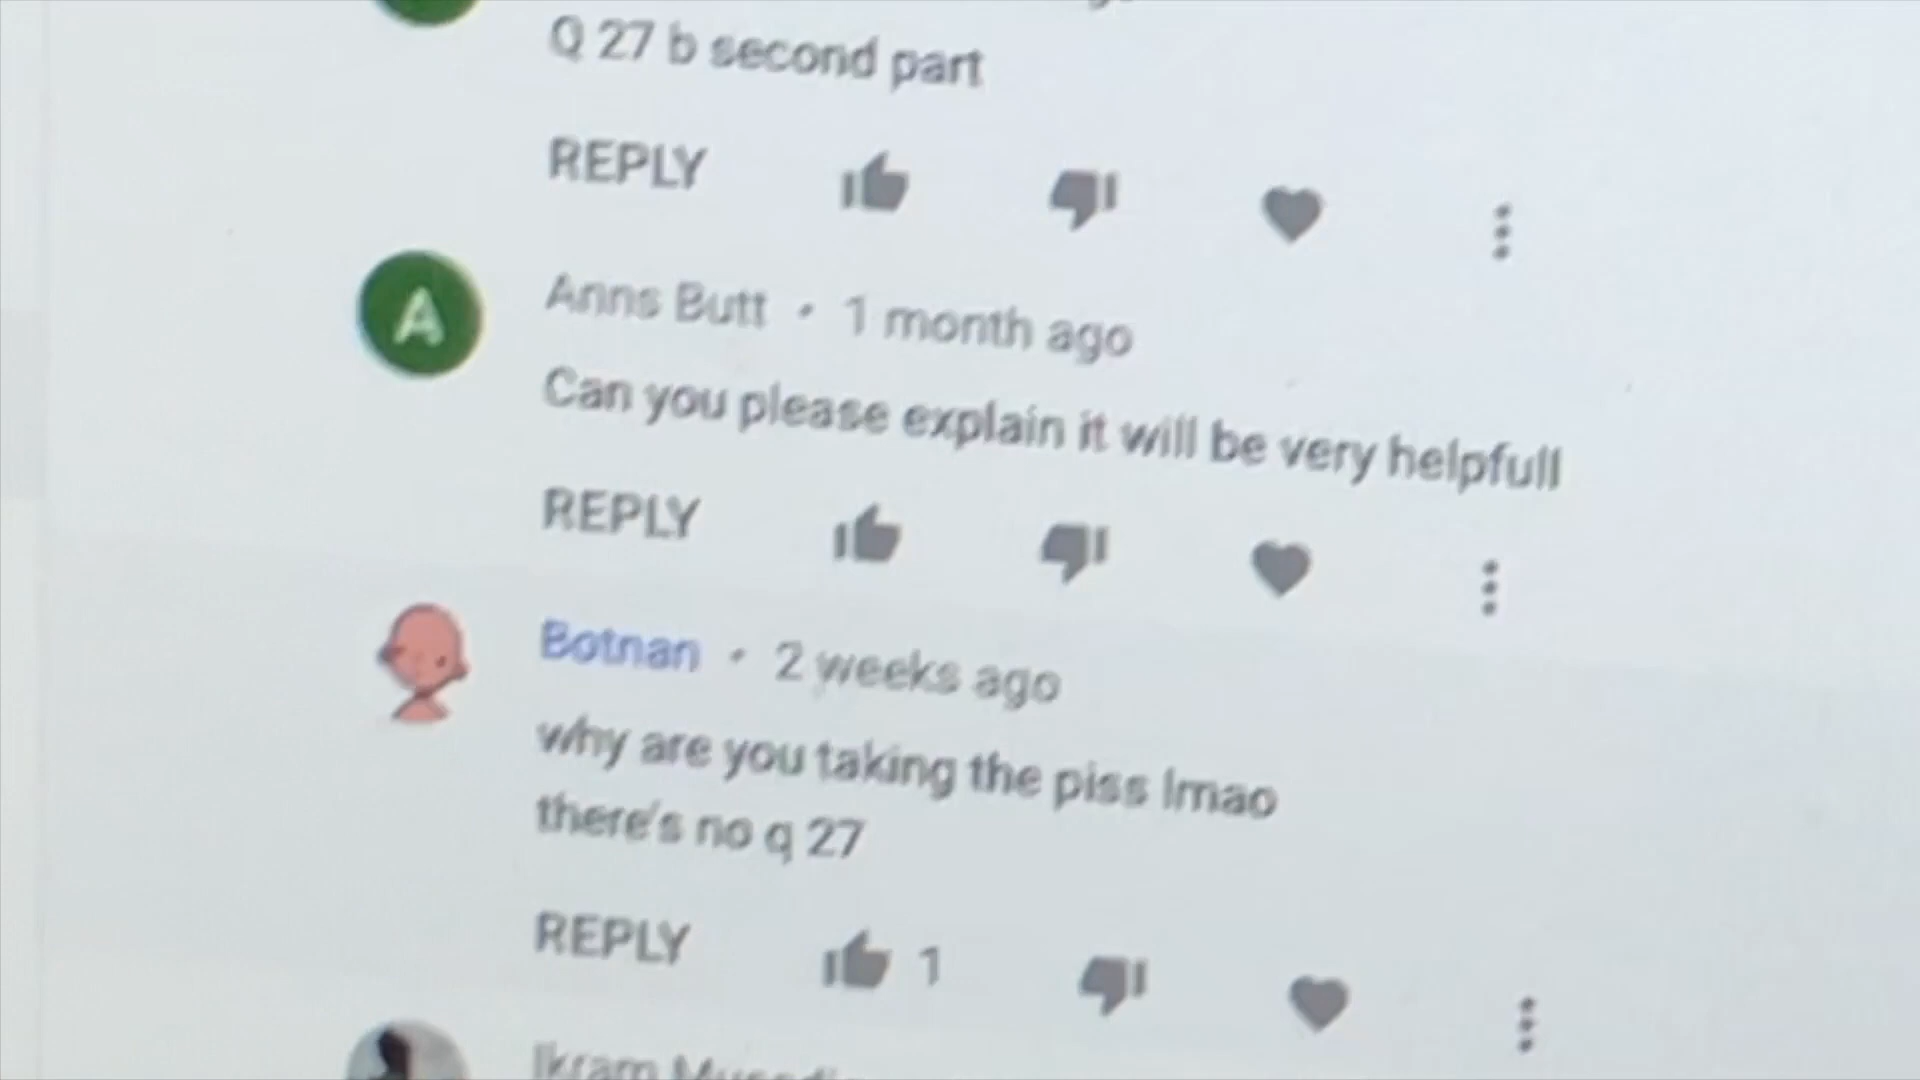 Q 27 b second part
REPLY
A
Anns Butt • 1 month ago
Can you please explain it will be very helpfull
REPLY
Botnan • 2 weeks ago
why are you taking the piss lmao
there's no q 27
REPLY 1
Ikram